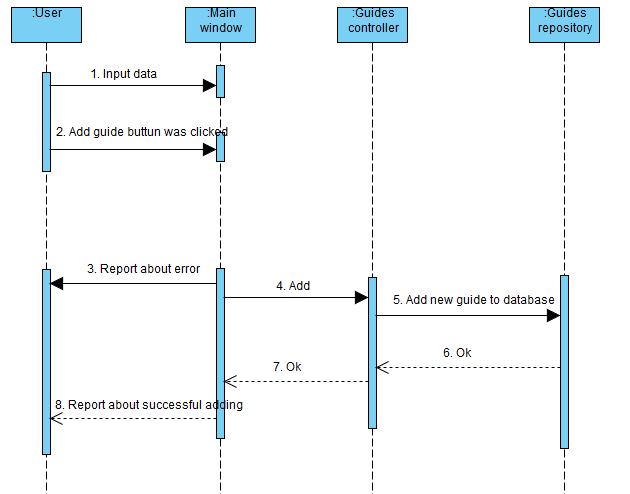 :User
:Main
window
:Guides
controller
:Guides
repository
1. Input data
2. Add guide buttun was clicked
3. Report about error
4. Add
5. Add new guide to database
6. Ok
7. Ok
8. Report about successful adding